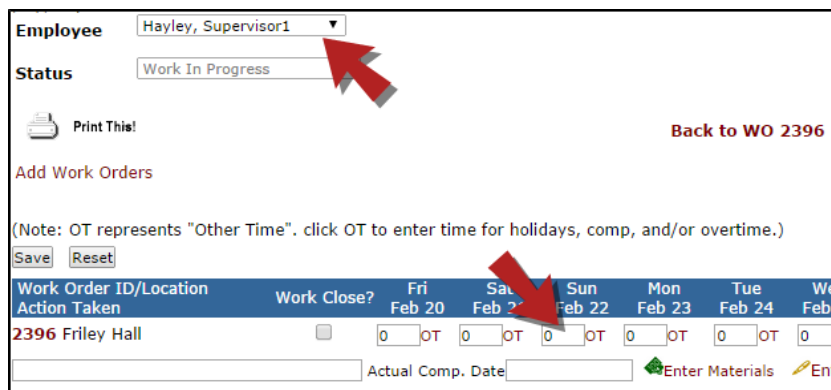 Employee Hayley, Supervisor1
Status Work In Progress
Print This! Back to WO 2396
Add Work Orders
(Note: OT represents "Other Time". click OT to enter time for holidays, comp, and/or overtime.)
Save Reset
Work Order ID/Location Fri Sun Mon Tue
Action Taken Work Close? Feb 20 Feb Feb 22 Feb 23 Feb 24 Feb
2396 Friley Hall 0 OT 0 OT 0 OT 0 OT 0 OT 0
Actual Comp. Date Enter Materials